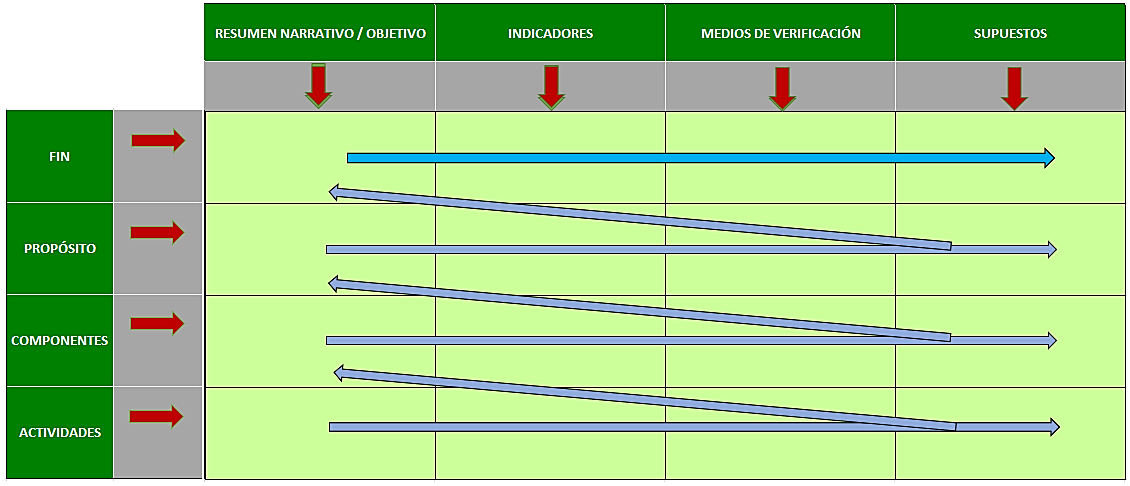 RESUMEN NARRATIVO / OBJETIVO
INDICADORES
MEDIOS DE VERIFICACIÓN
SUPUESTOS
FIN
PROPÓSITO
COMPONENTES
ACTIVIDADES